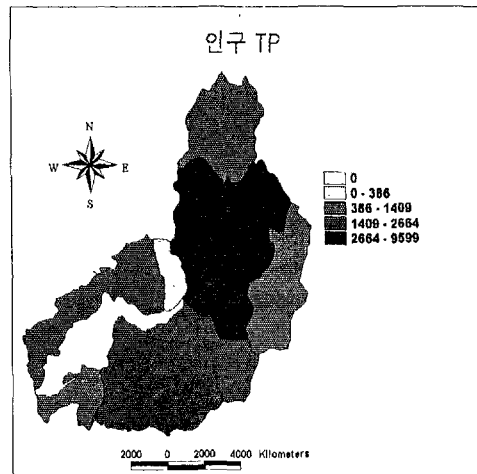 인구 TP
N
W E
S
0
0 - 386
386 - 1409
1409 - 2664
2664 - 9599
2000 0 2000 4000 Kilometers